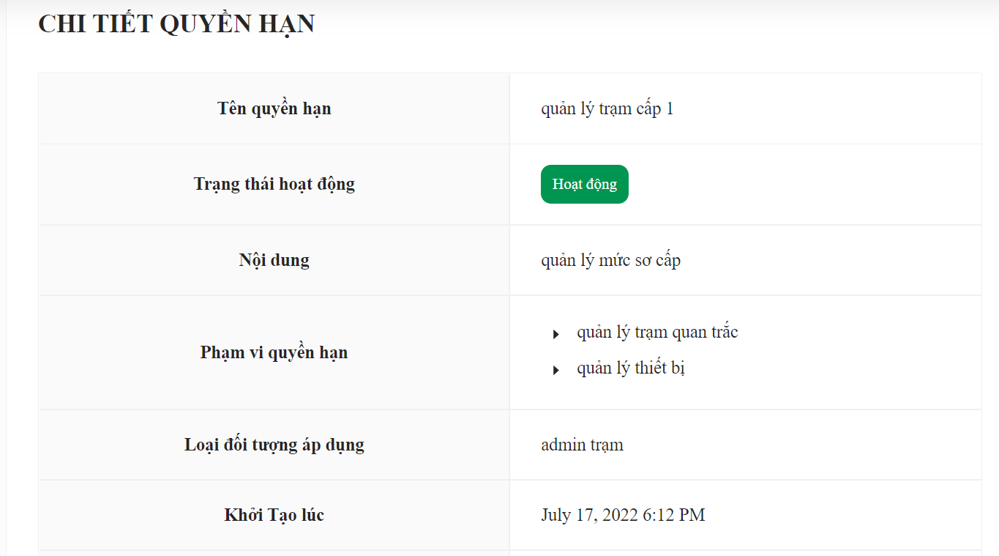 CHI TIẾT QUYỀN HẠN
Tên quyền hạn quản lý trạm cấp 1
Trạng thái hoạt động Hoạt động
Nội dung quản lý mức sơ cấp
Phạm vi quyền hạn
quản lý trạm quan trắc
quản lý thiết bị
Loại đối tượng áp dụng admin trạm
Khởi Tạo lúc July 17, 2022 6:12 PM